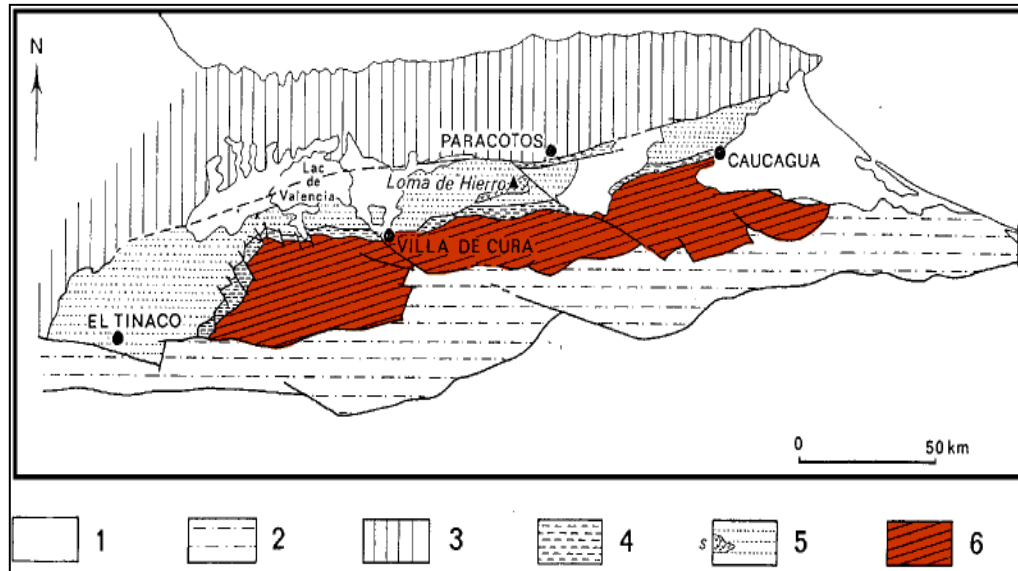 N
PARACOTOS
CAUCAGUA
Lac
de
Valencia
Loma de Hierro
VILLA DE CURA
EL TINACO
0 50 km
1 2 3 4 s 5 6